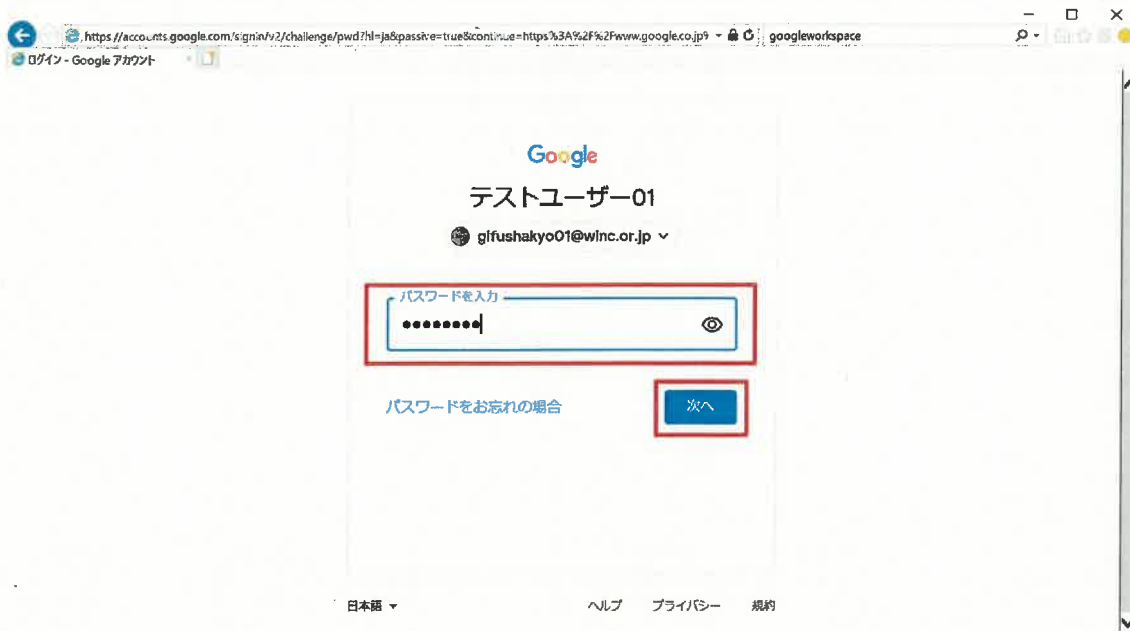 https://accounts.google.com/signin/v2/challenge/pwd?hl=ja&passive=true&continue=https%3A%2F%2Fwww.google.co.jp% googleworkspace
ログイン - Google アカウント
Google
テストユーザー01
gifushakyo01@winc.or.jp
パスワードを入力
パスワードをお忘れの場合
次へ
日本語 ヘルプ プライバシー 規約